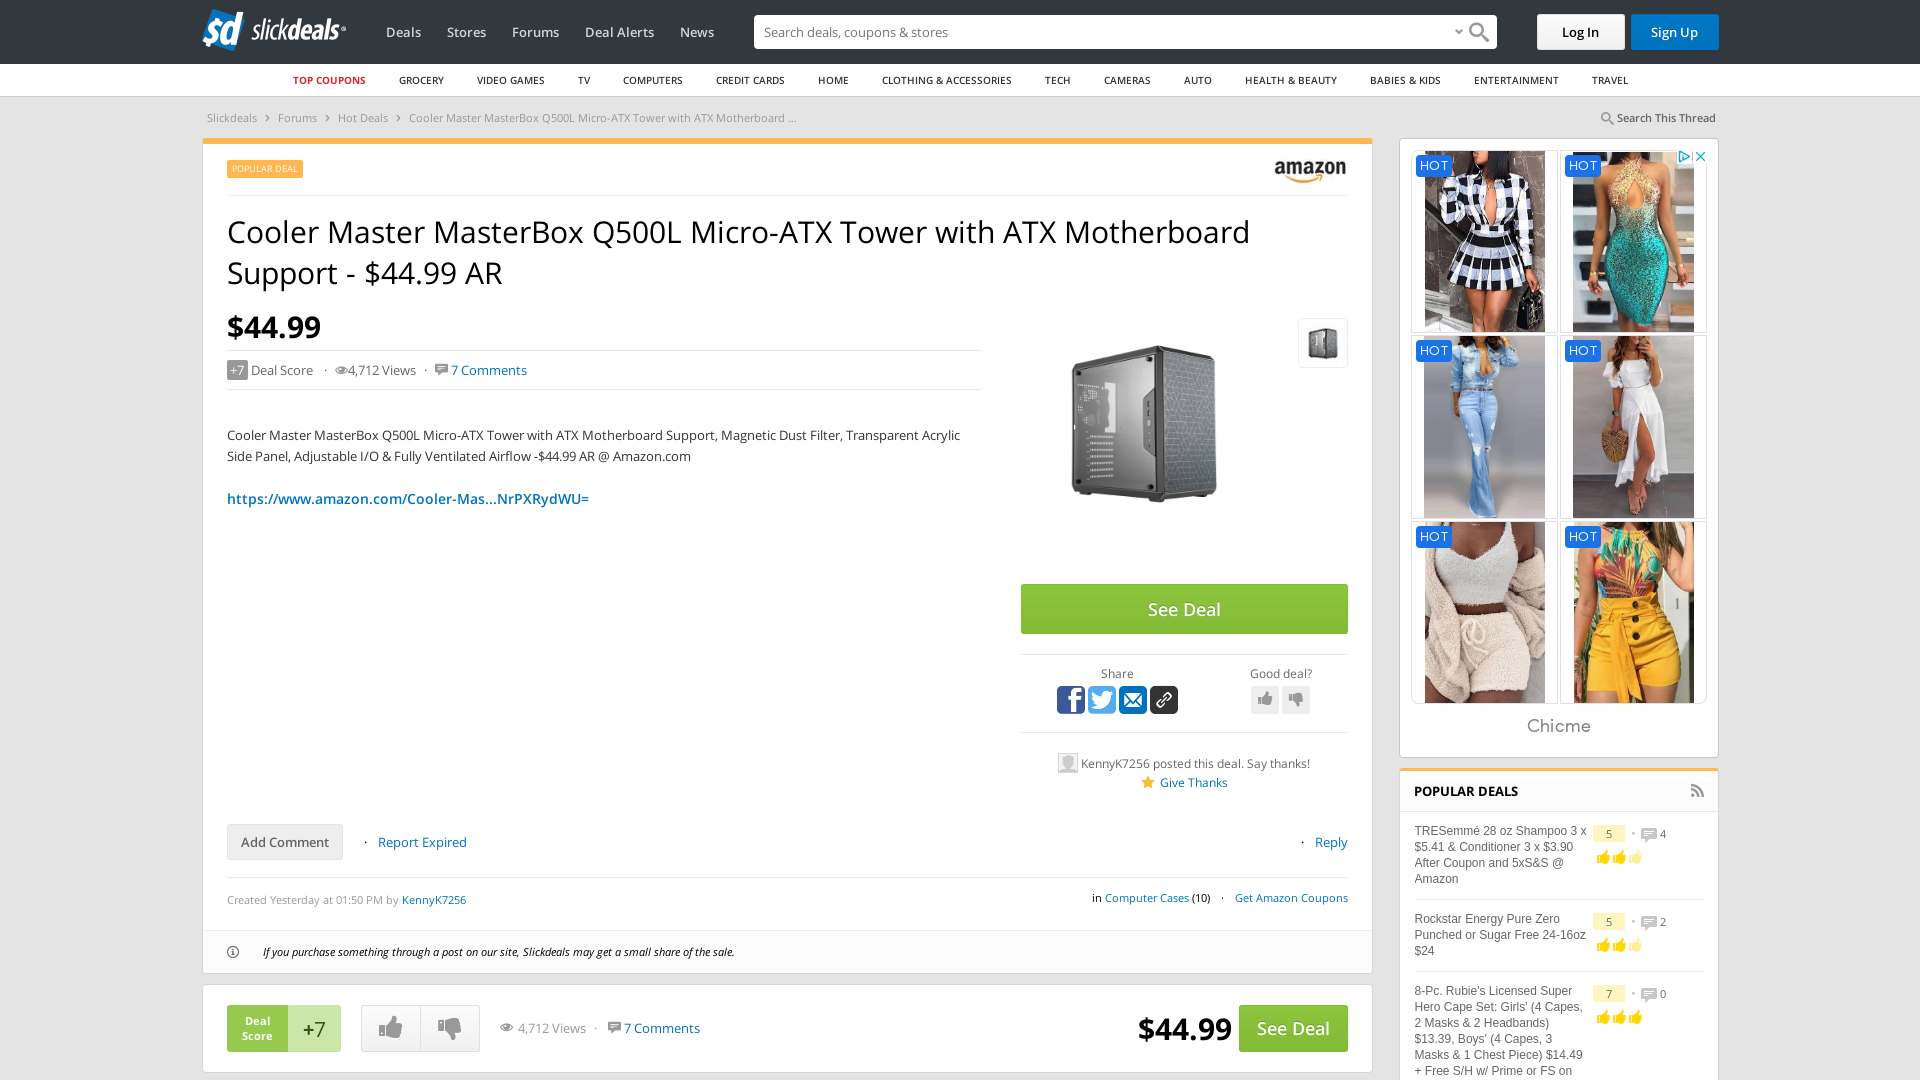 slickdeals
Deals
Stores
Forums
Deal Alerts
News
Search deals, coupons & stores
Log In
Sign Up
TOP COUPONS
GROCERY
VIDEO GAMES
TV
COMPUTERS
CREDIT CARDS
HOME
CLOTHING & ACCESSORIES
TECH
CAMERAS
AUTO
HEALTH & BEAUTY
BABIES & KIDS
ENTERTAINMENT
TRAVEL
Slickdeals › Forums › Hot Deals › Cooler Master MasterBox Q500L Micro-ATX Tower with ATX Motherboard ...
Search This Thread
POPULAR DEAL
amazon
Cooler Master MasterBox Q500L Micro-ATX Tower with ATX Motherboard
Support - $44.99 AR
$44.99
+7 Deal Score · 4,712 Views · 7 Comments
Cooler Master MasterBox Q500L Micro-ATX Tower with ATX Motherboard Support, Magnetic Dust Filter, Transparent Acrylic
Side Panel, Adjustable I/O & Fully Ventilated Airflow -$44.99 AR @ Amazon.com
https://www.amazon.com/Cooler-Mas...NrPXRydWU=
See Deal
Share
Good deal?
KennyK7256 posted this deal. Say thanks!
Give Thanks
Add Comment · Report Expired
· Reply
Created Yesterday at 01:50 PM by KennyK7256
in Computer Cases (10) · Get Amazon Coupons
If you purchase something through a post on our site, Slickdeals may get a small share of the sale.
Deal
Score
+7
4,712 Views · 7 Comments
$44.99
See Deal
HOT
HOT
HOT
HOT
HOT
HOT
Chicme
POPULAR DEALS
TRESemmé 28 oz Shampoo 3 x
$5.41 & Conditioner 3 x $3.90
After Coupon and 5xS&S @
Amazon
5 • 4
Rockstar Energy Pure Zero
Punched or Sugar Free 24-16oz
$24
5 • 2
8-Pc. Rubie's Licensed Super
Hero Cape Set: Girls' (4 Capes,
2 Masks & 2 Headbands)
$13.39, Boys' (4 Capes, 3
Masks & 1 Chest Piece) $14.49
+ Free S/H w/ Prime or FS on
7 • 0